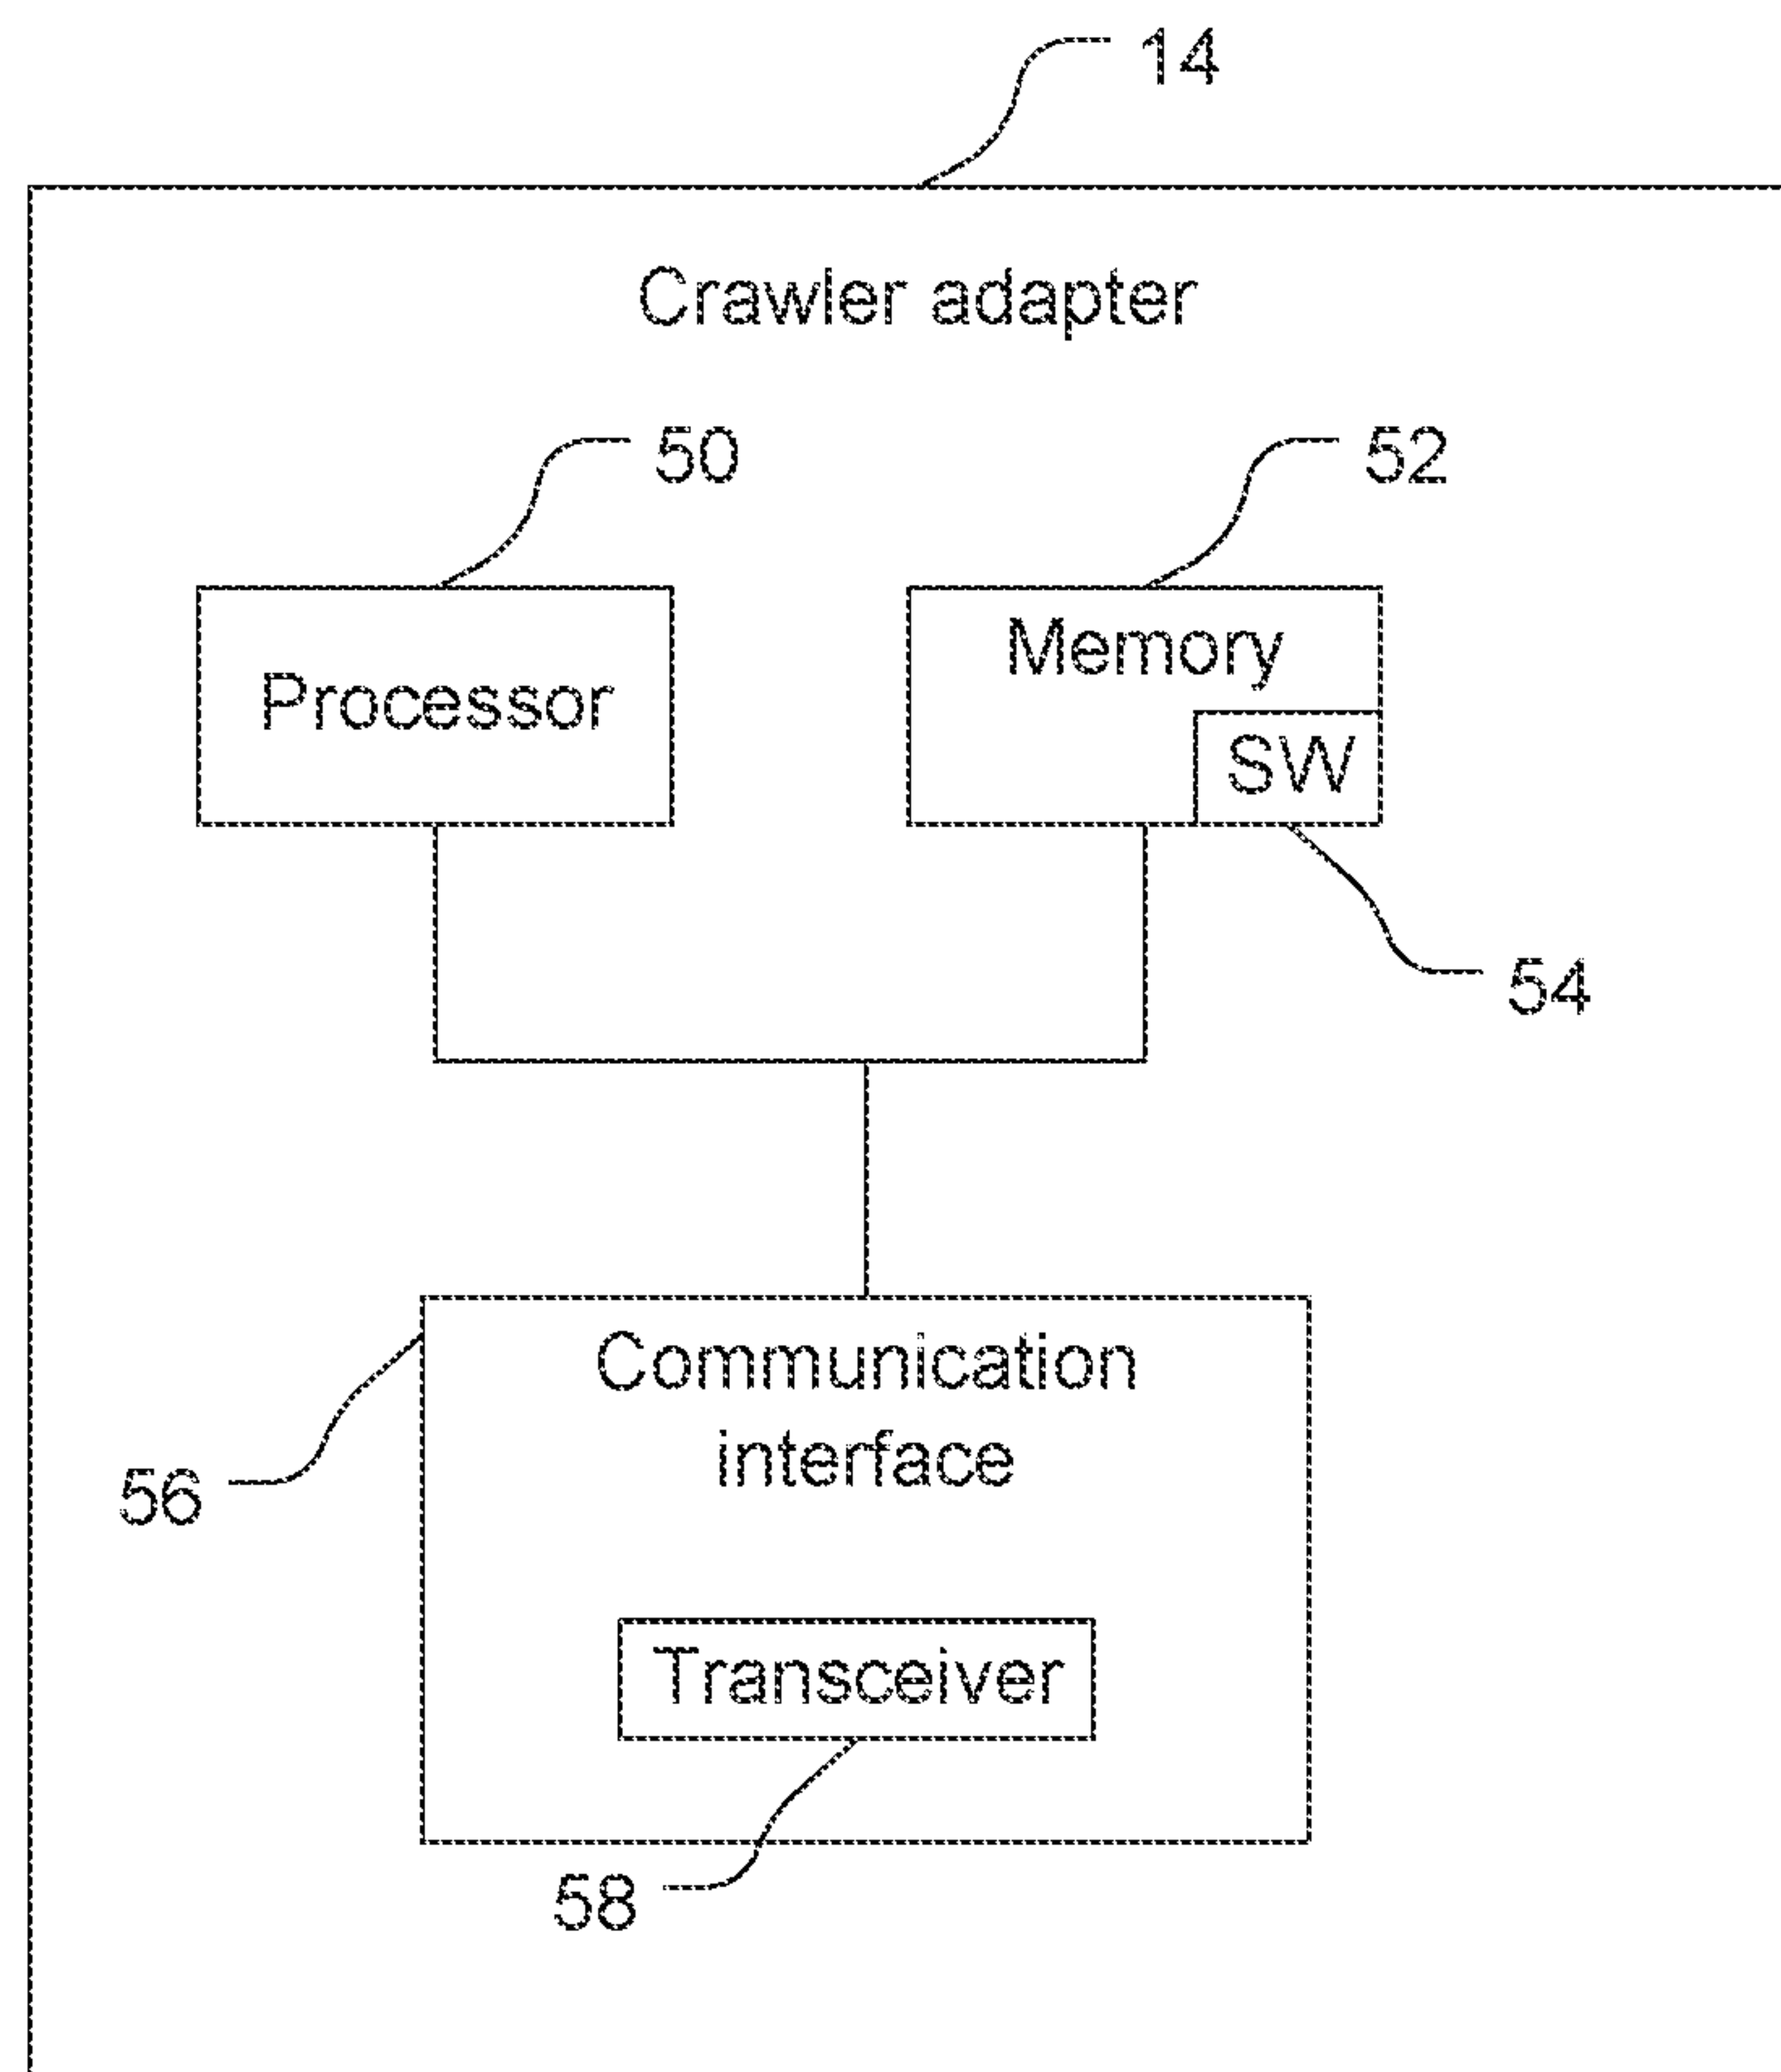 14
Crawler adapter
50
52
Processor
Memory
SW
54
Communication
interface
56
Transceiver
58